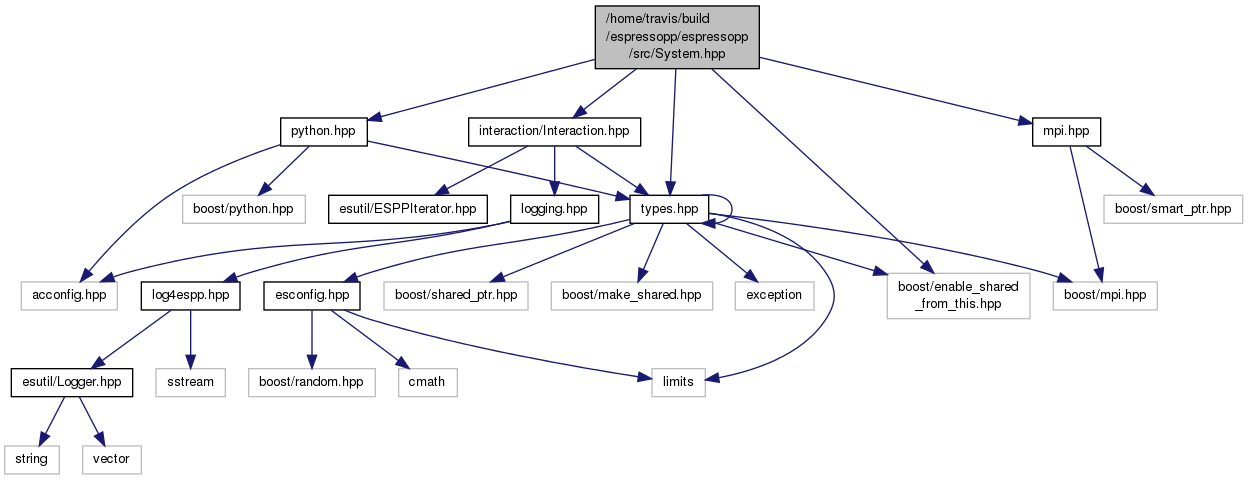 /home/travis/build
/espressopp/espressopp
/src/System.hpp
python.hpp
interaction/Interaction.hpp
mpi.hpp
boost/python.hpp
esutil/ESPPIterator.hpp
logging.hpp
types.hpp
boost/smart_ptr.hpp
acconfig.hpp
log4espp.hpp
esconfig.hpp
boost/shared_ptr.hpp
boost/make_shared.hpp
exception
boost/enable_shared
_from_this.hpp
boost/mpi.hpp
esutil/Logger.hpp
sstream
boost/random.hpp
cmath
limits
string
vector